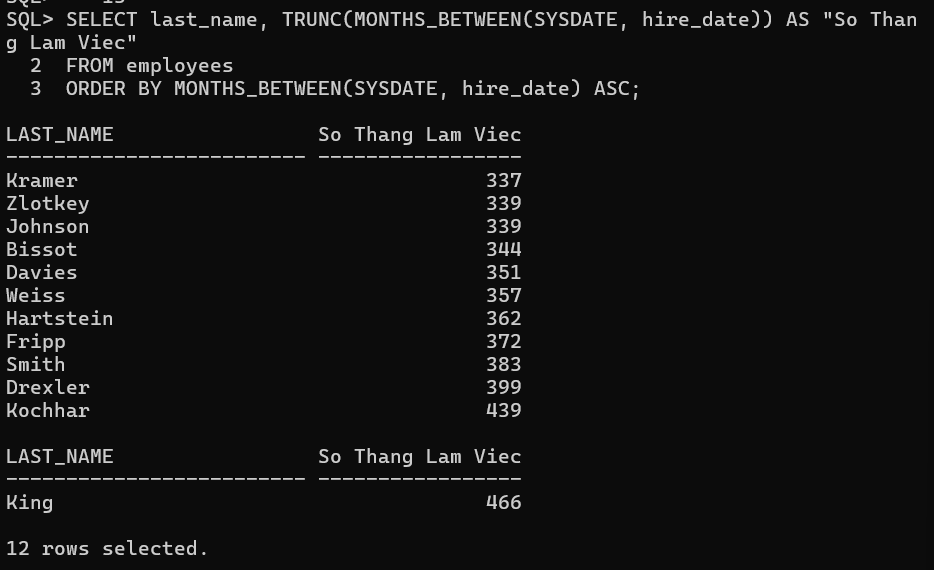 SQL> SELECT last_name, TRUNC(MONTHS_BETWEEN(SYSDATE, hire_date)) AS "So Than
g Lam Viec"
  2  FROM employees
  3  ORDER BY MONTHS_BETWEEN(SYSDATE, hire_date) ASC;
LAST_NAME                 So Thang Lam Viec
------------------------- -----------------
Kramer                                  337
Zlotkey                                 339
Johnson                                 339
Bissot                                  344
Davies                                  351
Weiss                                   357
Hartstein                               362
Fripp                                   372
Smith                                   383
Drexler                                 399
Kochhar                                 439
LAST_NAME                 So Thang Lam Viec
------------------------- -----------------
King                                    466
12 rows selected.